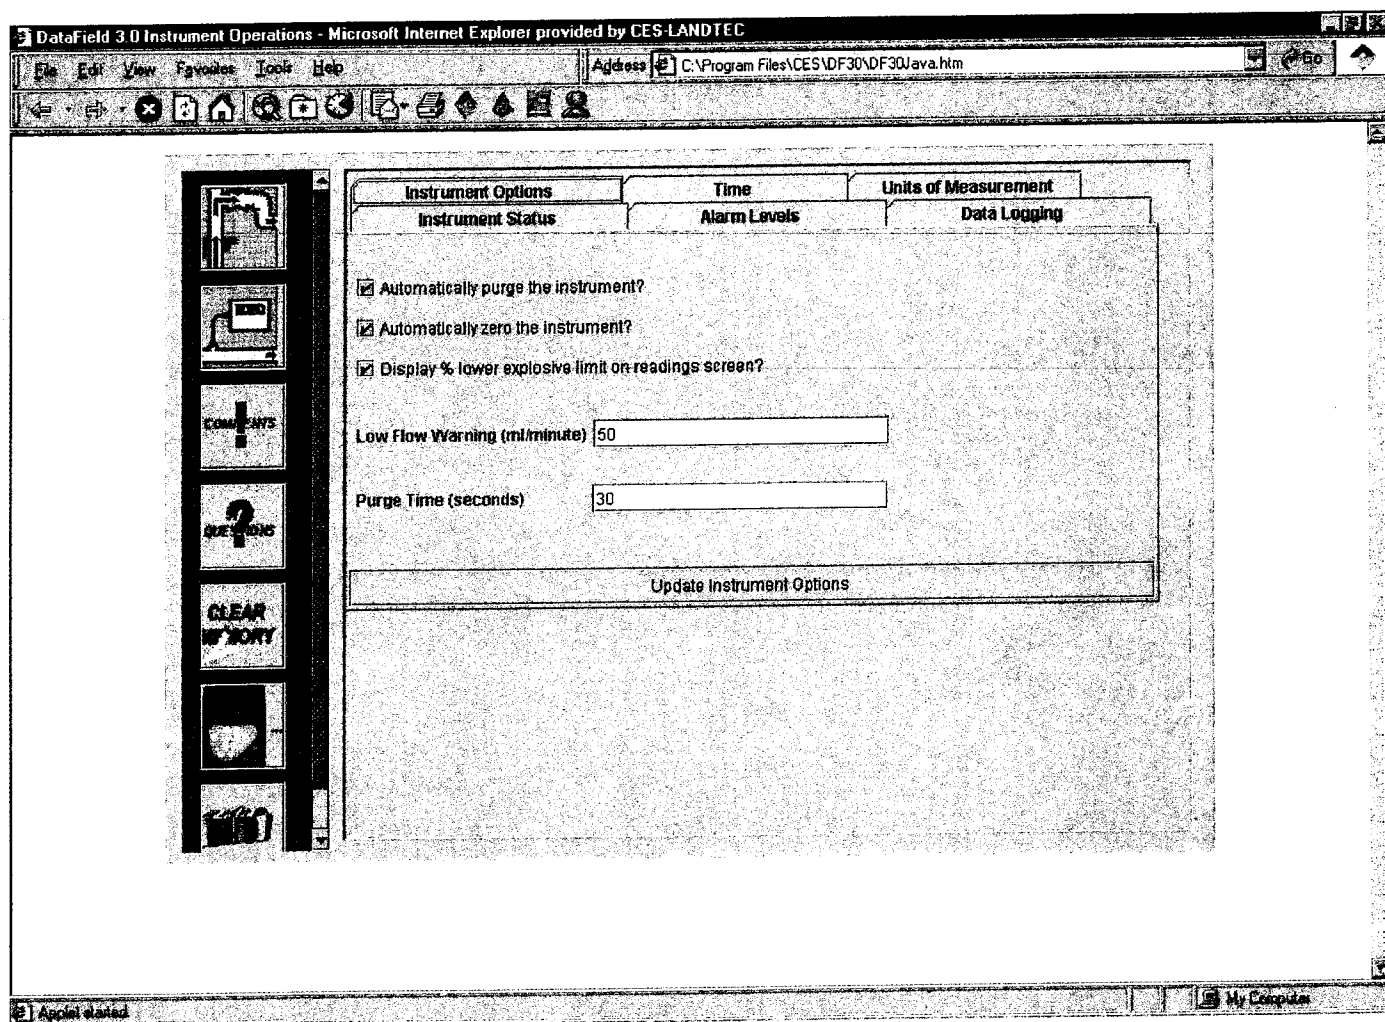 DataField 3.0 Instrument Operations - Microsoft Internet Explorer provided by CES-LANDTEC
File Edit View Favorites Tools Help
Address C:\Program Files\CES\DF30\DF30Java.htm Go
Instrument Options Time Units of Measurement
Instrument Status Alarm Levels Data Logging
Automatically purge the instrument?
Automatically zero the instrument?
Display % lower explosive limit on readings screen?
Low Flow Warning (ml/minute) 50
Purge Time (seconds) 30
Update Instrument Options
COMMENTS
QUESTIONS
CLEAR
MEMORY
Applet started
My Computer